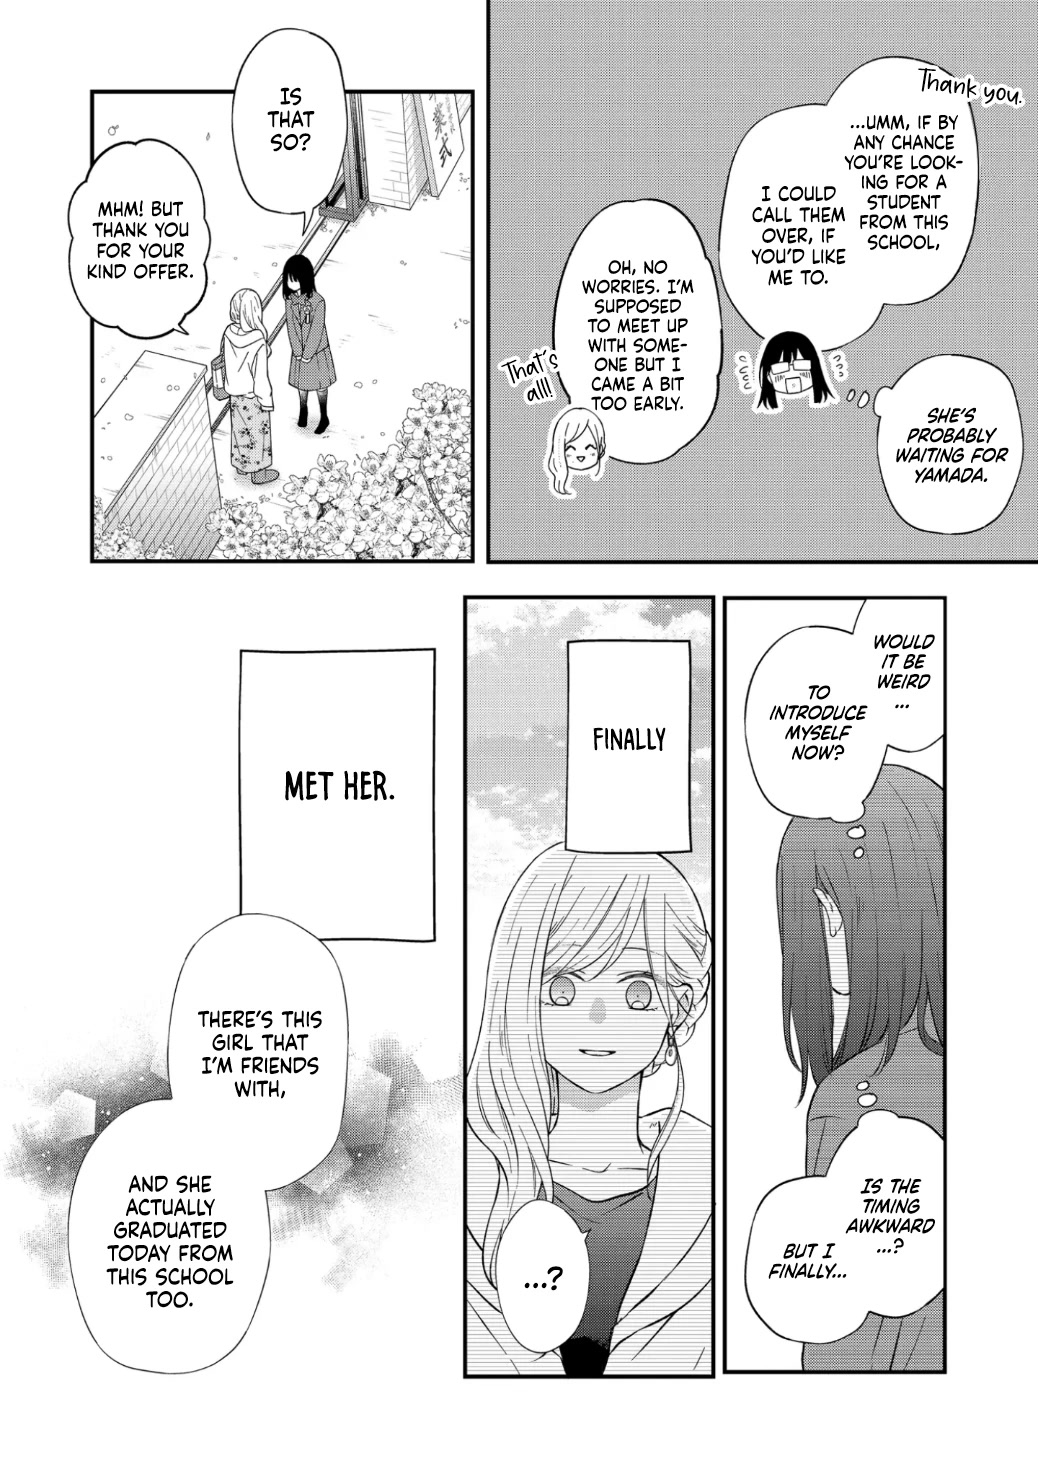 Thank you.
...UMM, IF BY
ANY CHANCE
YOU'RE LOOK-
ING FOR A
STUDENT
FROM THIS
SCHOOL,
I COULD
CALL THEM
OVER, IF
YOU'D LIKE
ME TO.
SHE'S
PROBABLY
WAITING FOR
YAMADA.
OH, NO
WORRIES. I'M
SUPPOSED
TO MEET UP
WITH SOME-
ONE BUT I
CAME A BIT
TOO EARLY.
That's
all!
IS
THAT
SO?
MHM! BUT
THANK YOU
FOR YOUR
KIND OFFER.
式
WOULD
IT BE
WEIRD
...
TO
INTRODUCE
MYSELF
NOW?
IS THE
TIMING
AWKWARD
...?
BUT I
FINALLY...
FINALLY
...?
MET HER.
THERE'S THIS
GIRL THAT
I'M FRIENDS
WITH,
AND SHE
ACTUALLY
GRADUATED
TODAY FROM
THIS SCHOOL
TOO.